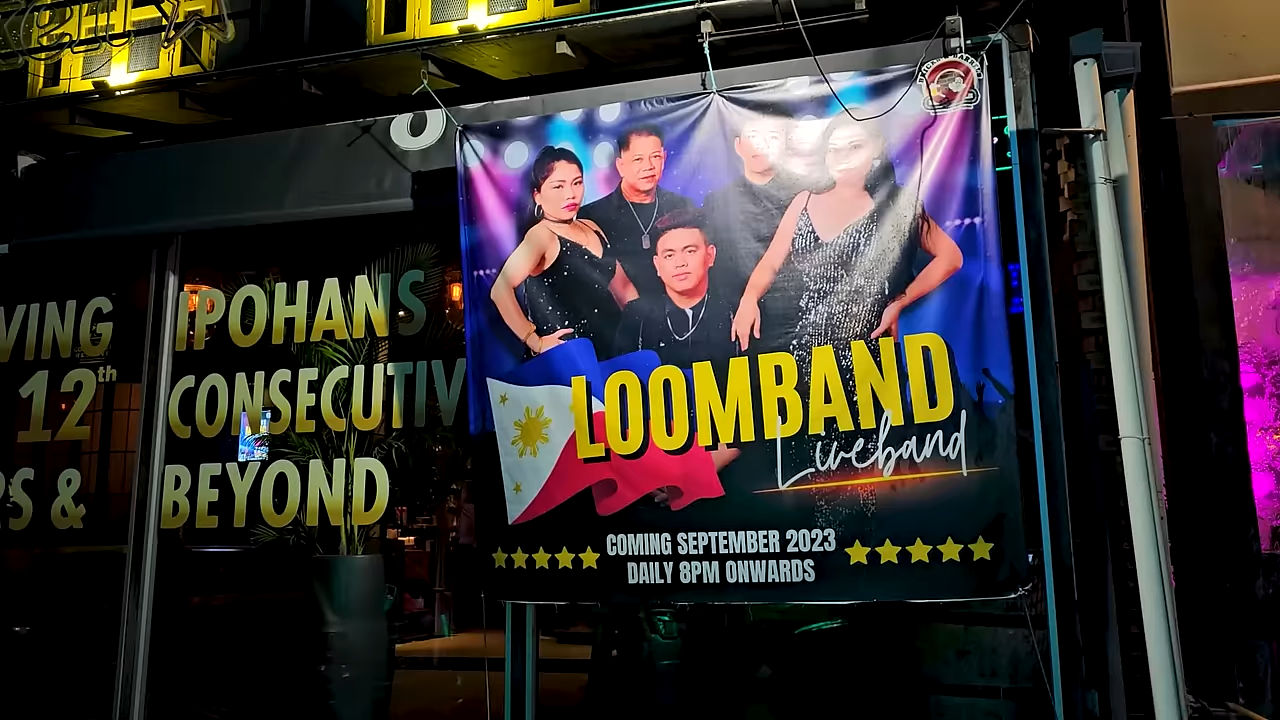 VING IPOHANS
12th CONSECUTIV
S & BEYOND
LOOMBAND
Liveband
COMING SEPTEMBER 2023
DAILY 8PM ONWARDS